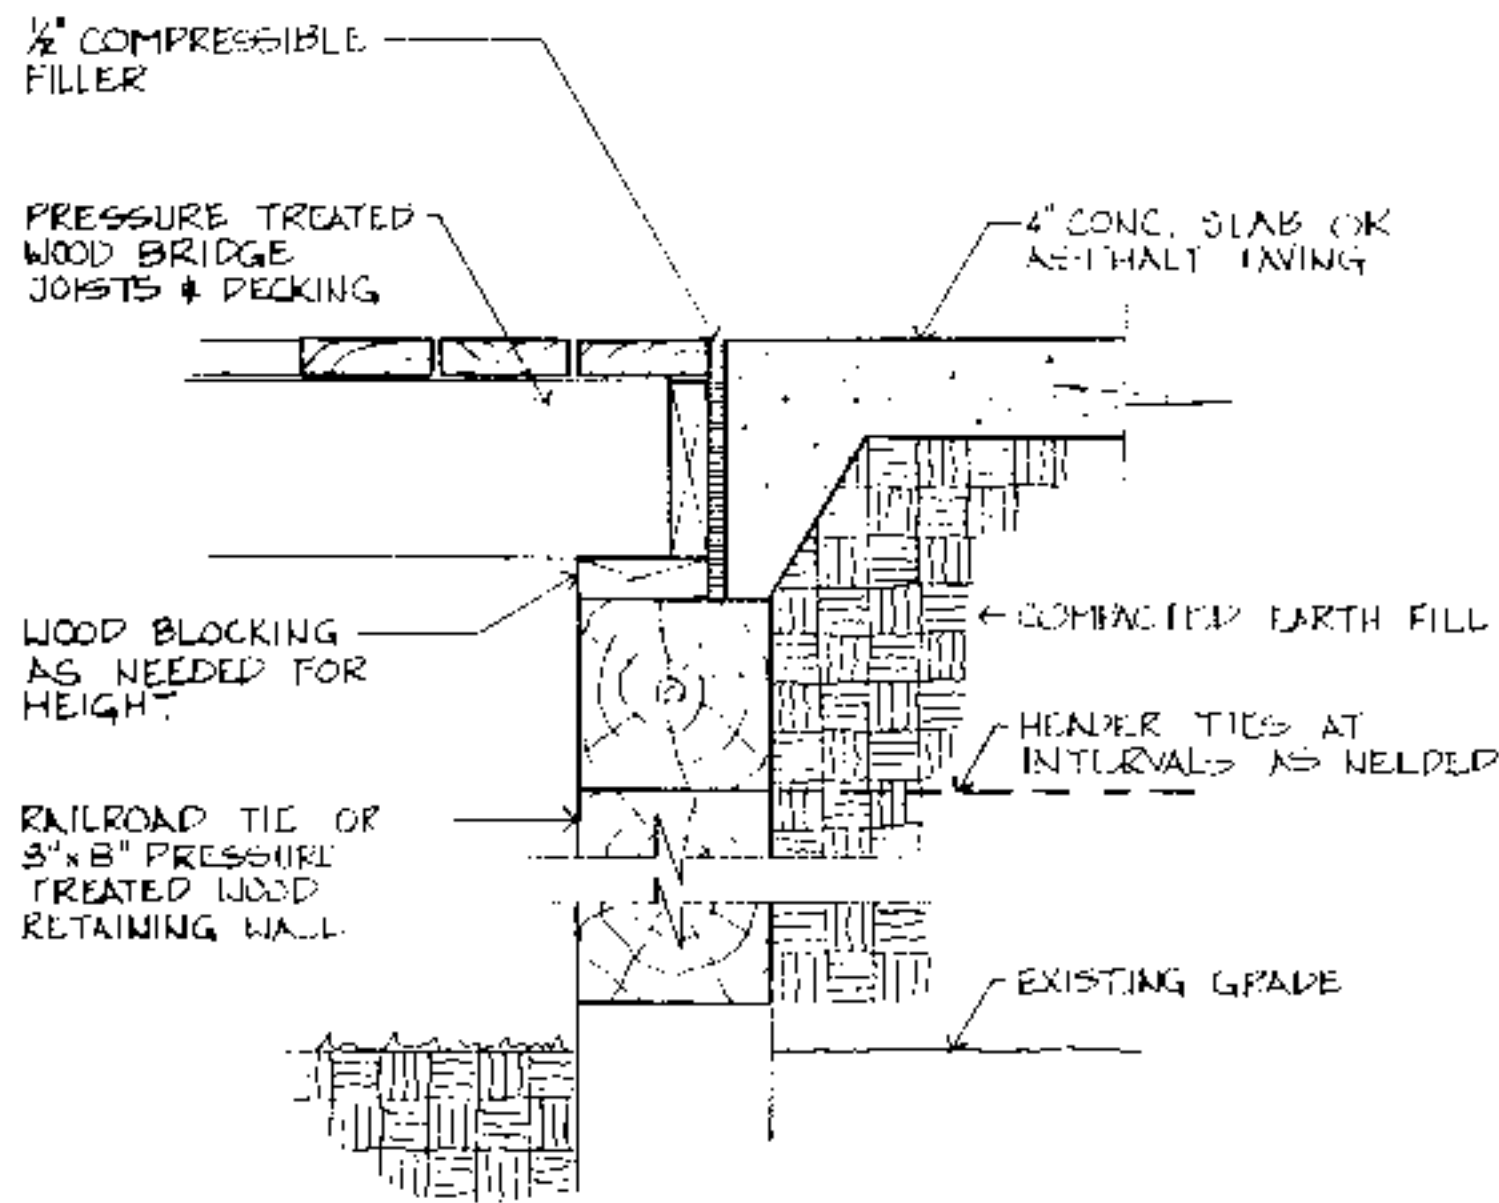 ½" COMPRESSIBLE
FILLER
PRESSURE TREATED
WOOD BRIDGE
JOISTS & DECKING
4" CONC. SLAB OR
ASPHALT PAVING
WOOD BLOCKING
AS NEEDED FOR
HEIGHT
COMPACTED EARTH FILL
HEADER TIES AT
INTERVALS AS NEEDED
RAILROAD TIE OR
8"x8" PRESSURE
TREATED WOOD
RETAINING WALL
EXISTING GRADE